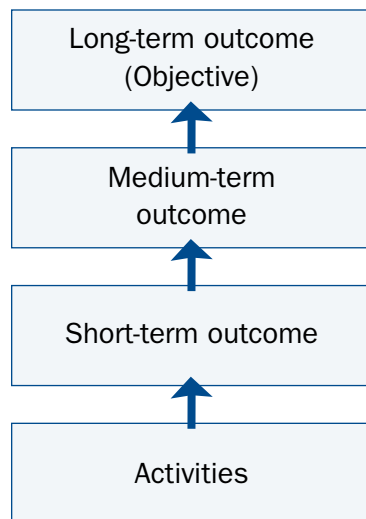 Long-term outcome
(Objective)
Medium-term
outcome
Short-term outcome
Activities